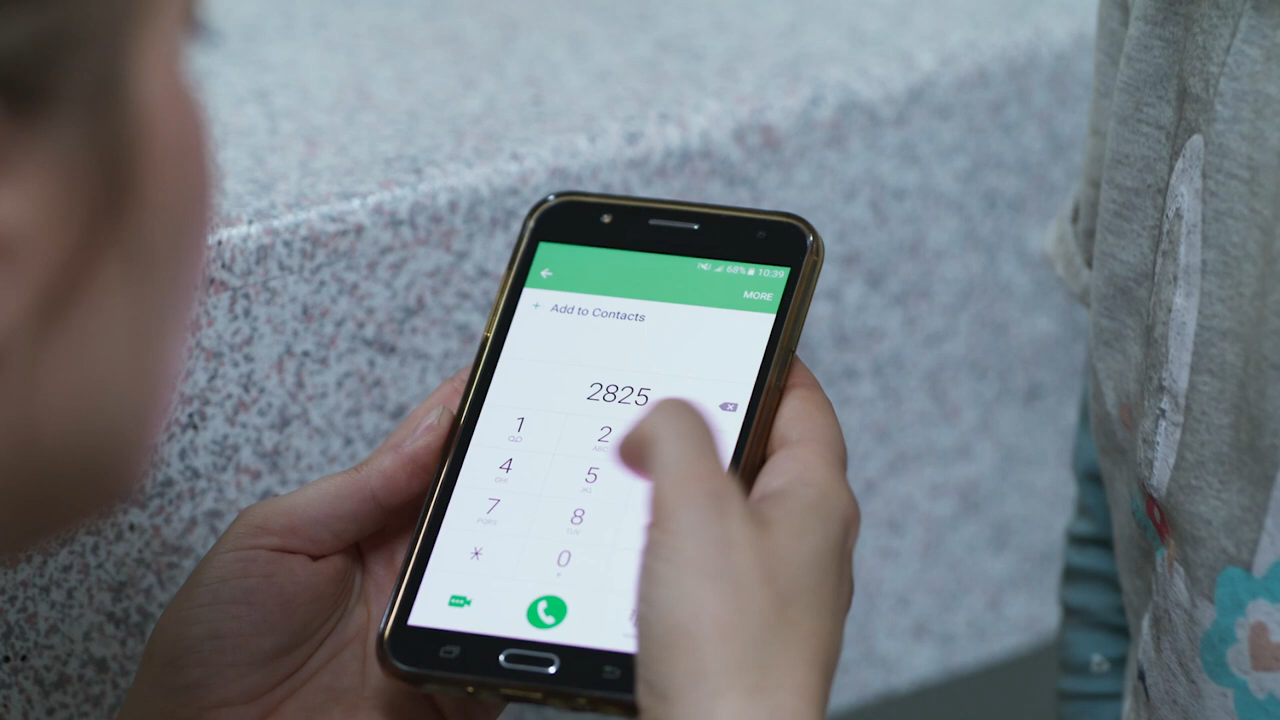 68% 10:39
MORE
+ Add to Contacts
2825
1 2
ABC
4 5
GHI JKL
7 8
PQRS TUV
* 0
+